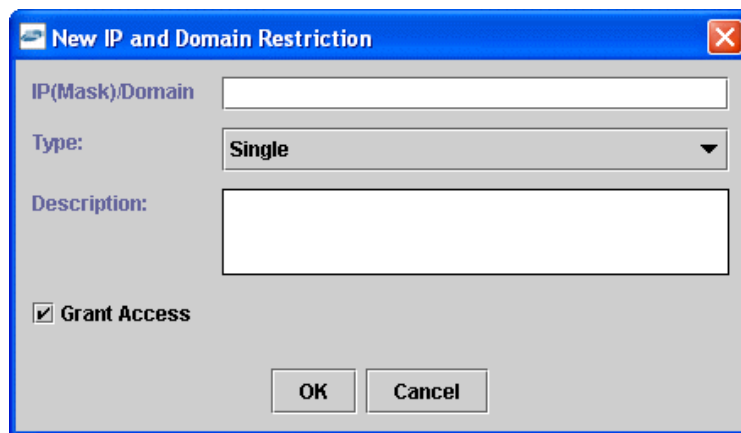 New IP and Domain Restriction
IP(Mask)/Domain
Type:
Single
Description:
Grant Access
OK
Cancel